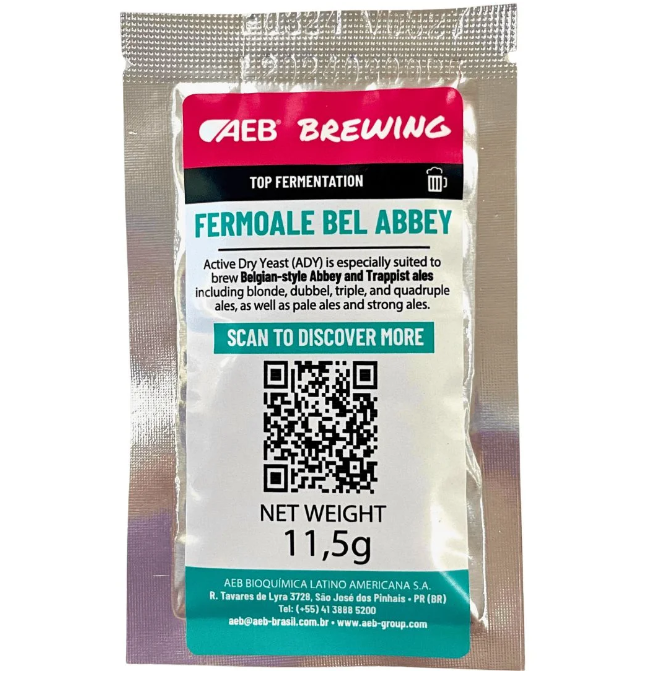 AEB® BREWING
TOP FERMENTATION
FERMOALE BEL ABBEY
Active Dry Yeast (ADY) is especially suited to
brew Belgian-style Abbey and Trappist ales
including blonde, dubbel, triple, and quadruple
ales, as well as pale ales and strong ales.
SCAN TO DISCOVER MORE
NET WEIGHT
11,5g
AEB BIOQUÍMICA LATINO AMERICANA S.A.
R. Tavares de Lyra 3728, São José dos Pinhais • PR (BR)
Tel: (+55) 41 3888 5200
aeb@aeb-brasil.com.br • www.aeb-group.com